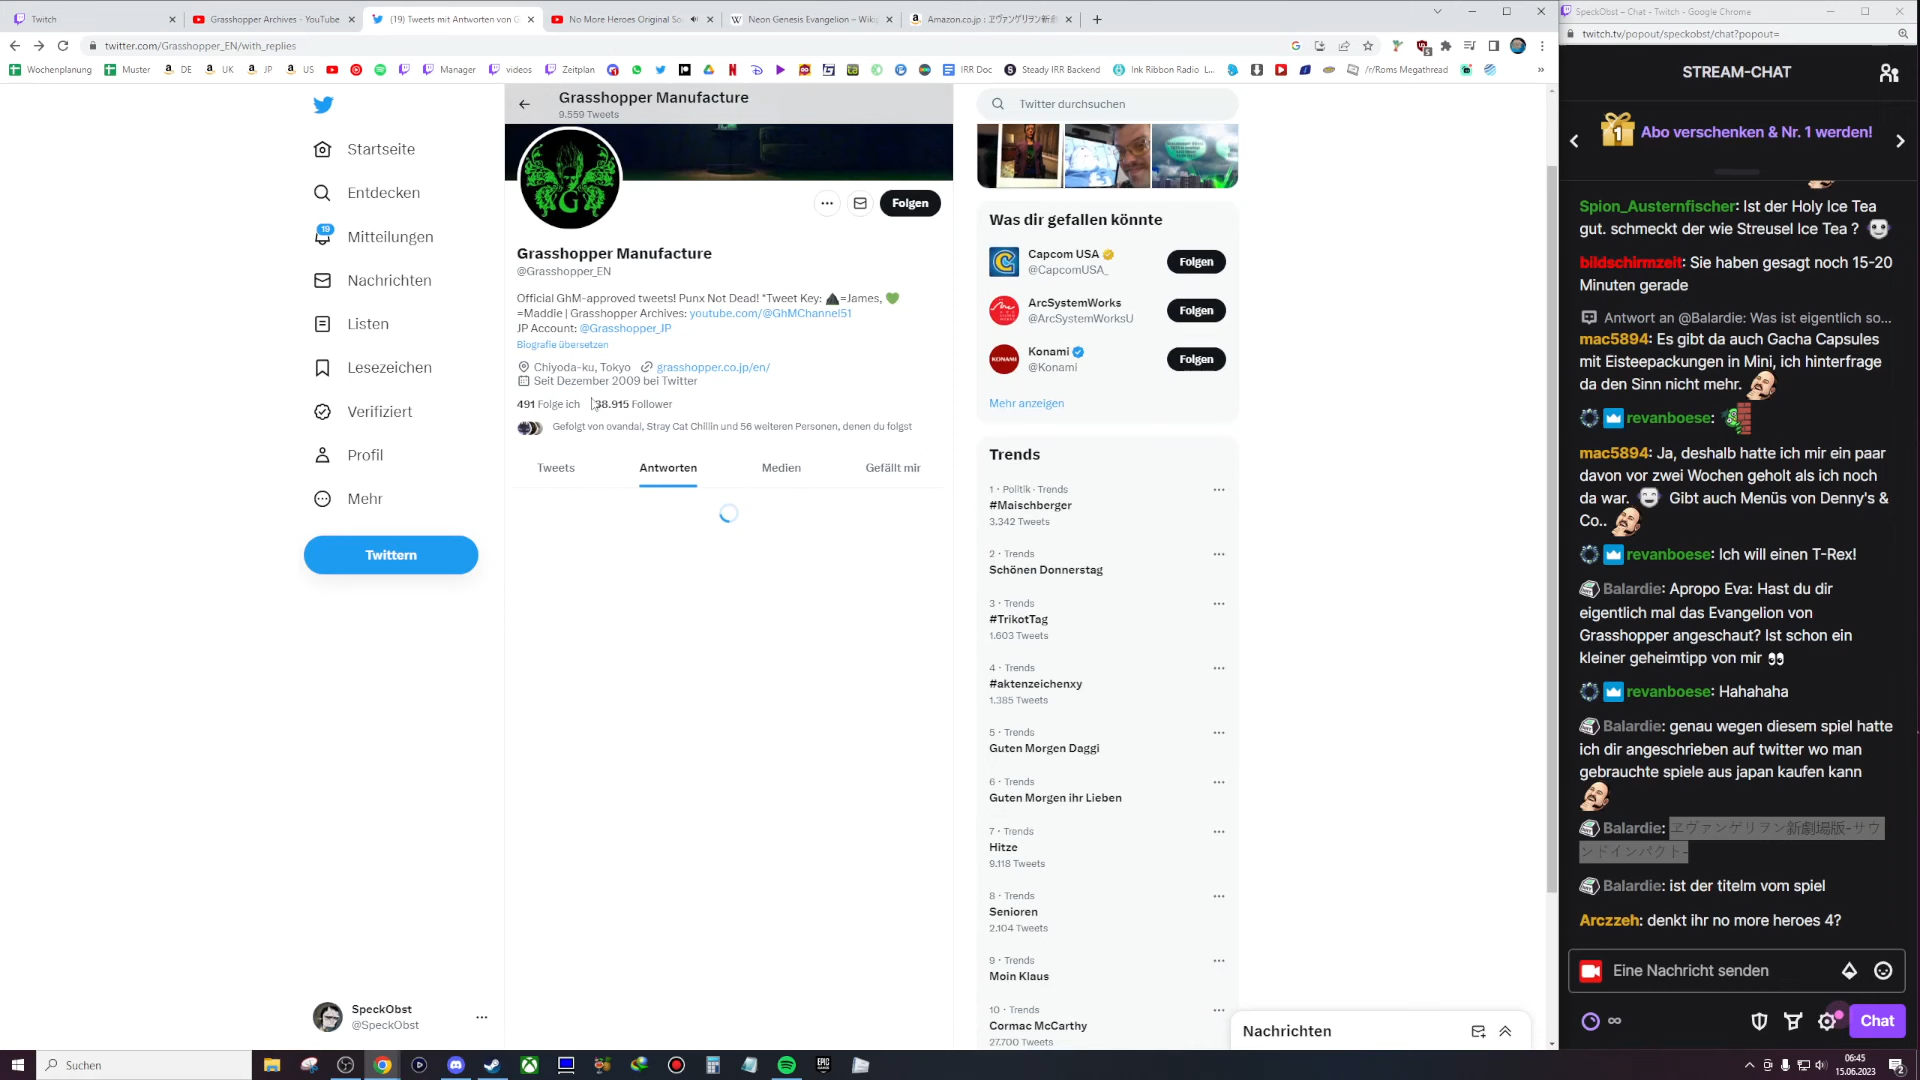 Twitch
Grasshopper Archives - YouTube
(19) Tweets mit Antworten von G
No More Heroes Original So
Neon Genesis Evangelion – Wiki
Amazon.co.jp : ヱヴァンゲリヲン新劇
SpeckObst – Chat - Twitch - Google Chrome
twitter.com/Grasshopper_EN/with_replies
twitch.tv/popout/speckobst/chat?popout=
Wochenplanung
Muster
DE
UK
JP
US
Manager
videos
Zeitplan
IRR Doc
Steady IRR Backend
Ink Ribbon Radio L...
/r/Roms Megathread
Startseite
Entdecken
19
Mitteilungen
Nachrichten
Listen
Lesezeichen
Verifiziert
Profil
Mehr
Twittern
SpeckObst
@SpeckObst
Grasshopper Manufacture
9.559 Tweets
Folgen
Grasshopper Manufacture
@Grasshopper_EN
Official GhM-approved tweets! Punx Not Dead! *Tweet Key: =James,
=Maddie | Grasshopper Archives: youtube.com/@GhMChannel51
JP Account: @Grasshopper_JP
Biografie übersetzen
Chiyoda-ku, Tokyo grasshopper.co.jp/en/
Seit Dezember 2009 bei Twitter
491 Folge ich 38.915 Follower
Gefolgt von ovandal, Stray Cat Chillin und 56 weiteren Personen, denen du folgst
Tweets
Antworten
Medien
Gefällt mir
Twitter durchsuchen
Was dir gefallen könnte
Capcom USA
@CapcomUSA_
Folgen
ArcSystemWorks
@ArcSystemWorksU
Folgen
Konami
@Konami
Folgen
Mehr anzeigen
Trends
1 · Politik · Trends
#Maischberger
3.342 Tweets
2 · Trends
Schönen Donnerstag
3 · Trends
#TrikotTag
1.603 Tweets
4 · Trends
#aktenzeichenxy
1.385 Tweets
5 · Trends
Guten Morgen Daggi
6 · Trends
Guten Morgen ihr Lieben
7 · Trends
Hitze
9.118 Tweets
8 · Trends
Senioren
2.104 Tweets
9 · Trends
Moin Klaus
10 · Trends
Cormac McCarthy
27.700 Tweets
Nachrichten
STREAM-CHAT
1
Abo verschenken & Nr. 1 werden!
Spion_Austernfischer: Ist der Holy Ice Tea
gut. schmeckt der wie Streusel Ice Tea ?
bildschirmzeit: Sie haben gesagt noch 15-20
Minuten gerade
Antwort an @Balardie: Was ist eigentlich so...
mac5894: Es gibt da auch Gacha Capsules
mit Eisteepackungen in Mini, ich hinterfrage
da den Sinn nicht mehr.
revanboese:
mac5894: Ja, deshalb hatte ich mir ein paar
davon vor zwei Wochen geholt als ich noch
da war. Gibt auch Menüs von Denny's &
Co..
revanboese: Ich will einen T-Rex!
Balardie: Apropo Eva: Hast du dir
eigentlich mal das Evangelion von
Grasshopper angeschaut? Ist schon ein
kleiner geheimtipp von mir
revanboese: Hahahaha
Balardie: genau wegen diesem spiel hatte
ich dir angeschrieben auf twitter wo man
gebrauchte spiele aus japan kaufen kann
Balardie: ヱヴァンゲリヲン新劇場版-サウ
ンドインパクト-
Balardie: ist der titelm vom spiel
Arczzeh: denkt ihr no more heroes 4?
Eine Nachricht senden
Chat
Suchen
06:45
15.06.2023
2